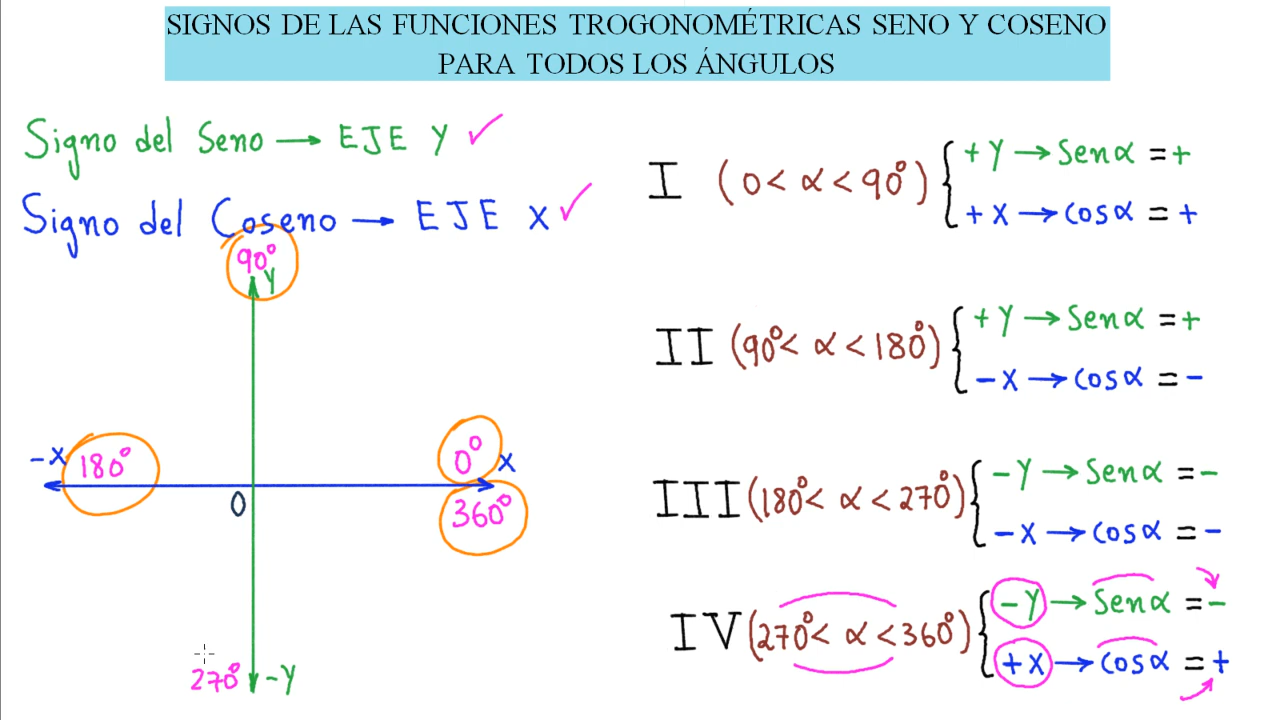 SIGNOS DE LAS FUNCIONES TROGONOMÉTRICAS SENO Y COSENO
PARA TODOS LOS ÁNGULOS
Signo del Seno → EJE Y ✓
Signo del Coseno → EJE X ✓
90°
Y
-X
180°
0°
X
0
360°
270°
-Y
I (0 < α < 90°) { +Y → Sen α = +
+X → Cos α = +
II (90° < α < 180°) { +Y → Sen α = +
-X → Cos α = -
III (180° < α < 270°) { -Y → Sen α = -
-X → Cos α = -
IV (270° < α < 360°) { -Y → Sen α = -
+X → Cos α = +